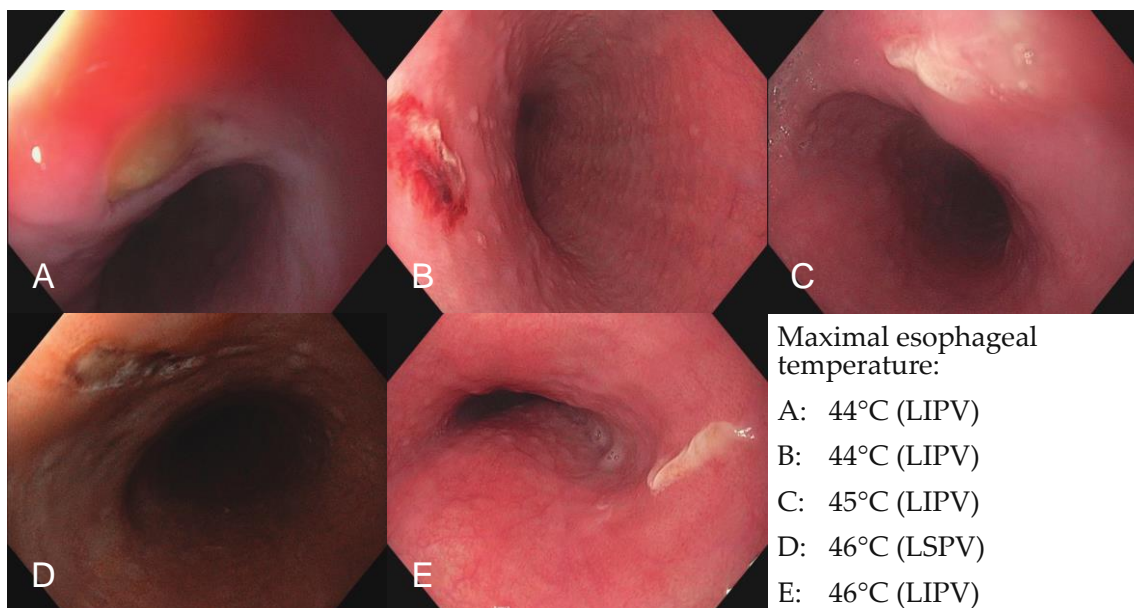 A
B
C
D
E
Maximal esophageal
temperature:
A: 44°C (LIPV)
B: 44°C (LIPV)
C: 45°C (LIPV)
D: 46°C (LSPV)
E: 46°C (LIPV)